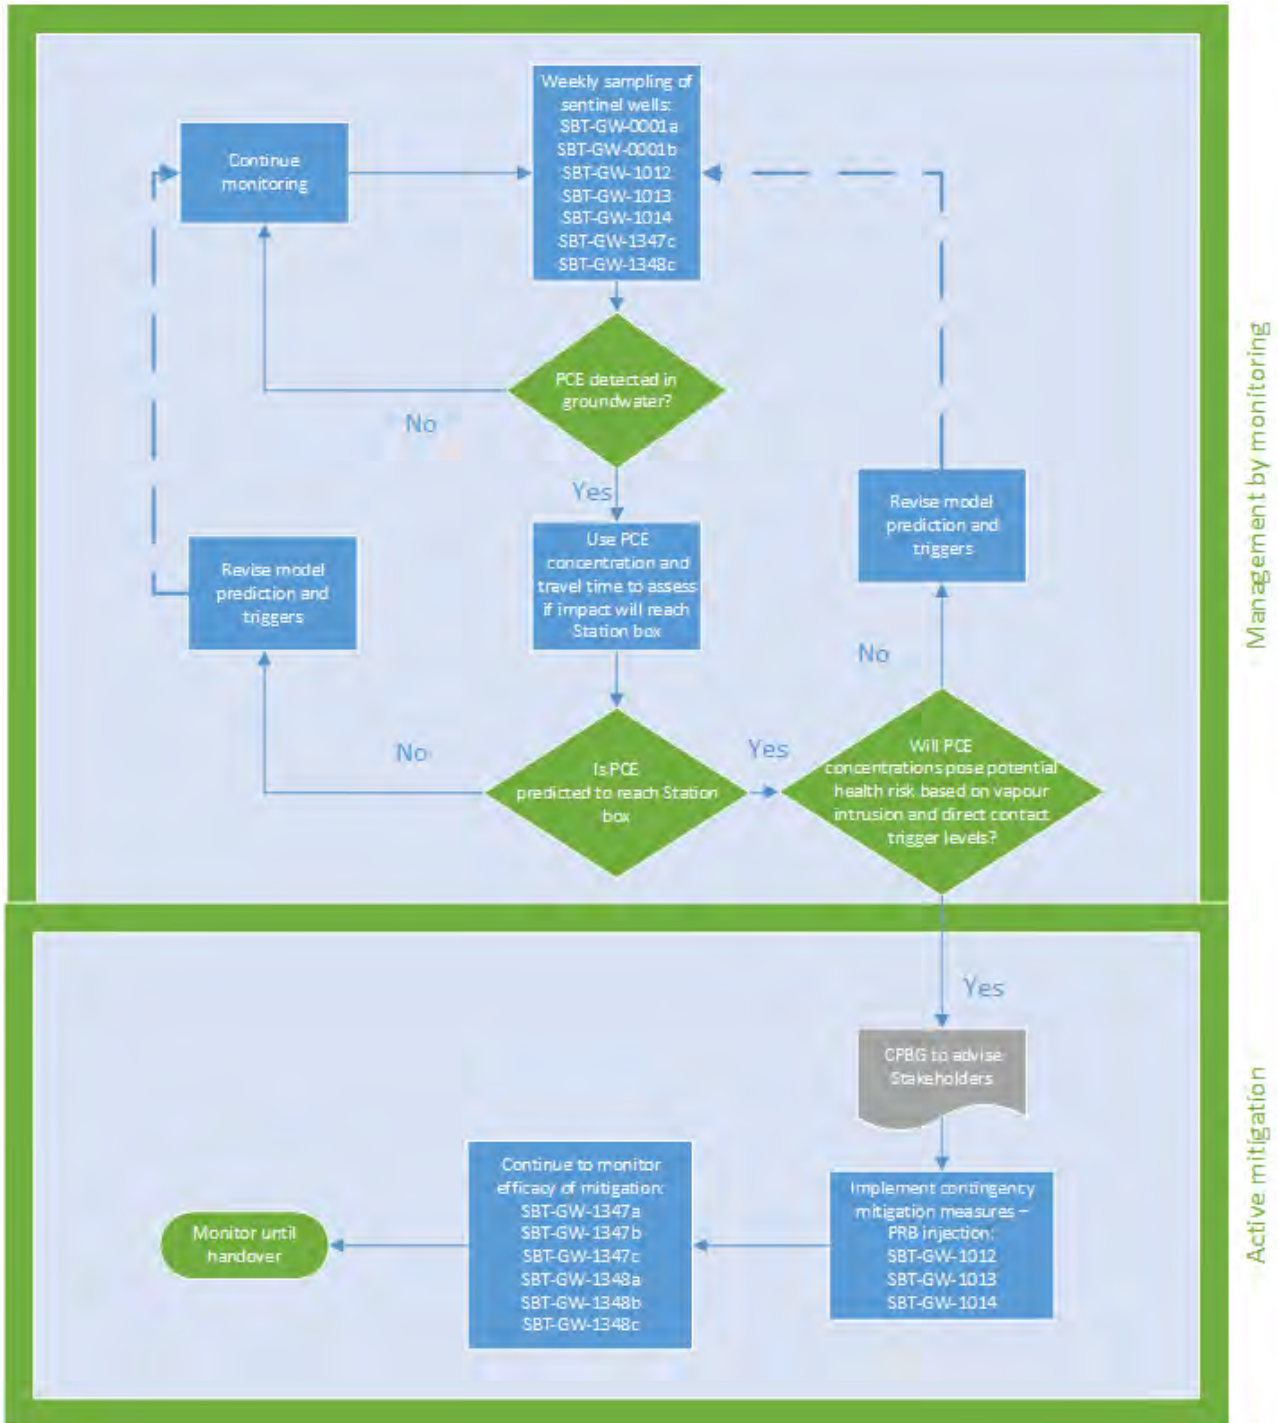 Weekly sampling of
sentinel wells:
SBT-GW-0001a
SBT-GW-0001b
SBT-GW-1012
SBT-GW-1013
SBT-GW-1014
SBT-GW-1347c
SBT-GW-1348c
Continue
monitoring
PCE detected in
groundwater?
No
Yes
Use PCE
concentration and
travel time to assess
if impact will reach
Station box
Revise model
prediction and
triggers
Revise model
prediction and
triggers
No
No
Is PCE
predicted to reach Station
box
Yes
Will PCE
concentrations pose potential
health risk based on vapour
intrusion and direct contact
trigger levels?
Management by monitoring
Yes
CPBG to advise
Stakeholders
Implement contingency
mitigation measures –
PRB injection:
SBT-GW-1012
SBT-GW-1013
SBT-GW-1014
Continue to monitor
efficacy of mitigation:
SBT-GW-1347a
SBT-GW-1347b
SBT-GW-1347c
SBT-GW-1348a
SBT-GW-1348b
SBT-GW-1348c
Monitor until
handover
Active mitigation